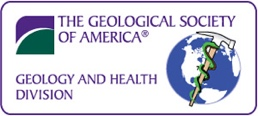 THE GEOLOGICAL SOCIETY
OF AMERICA®
GEOLOGY AND HEALTH
DIVISION